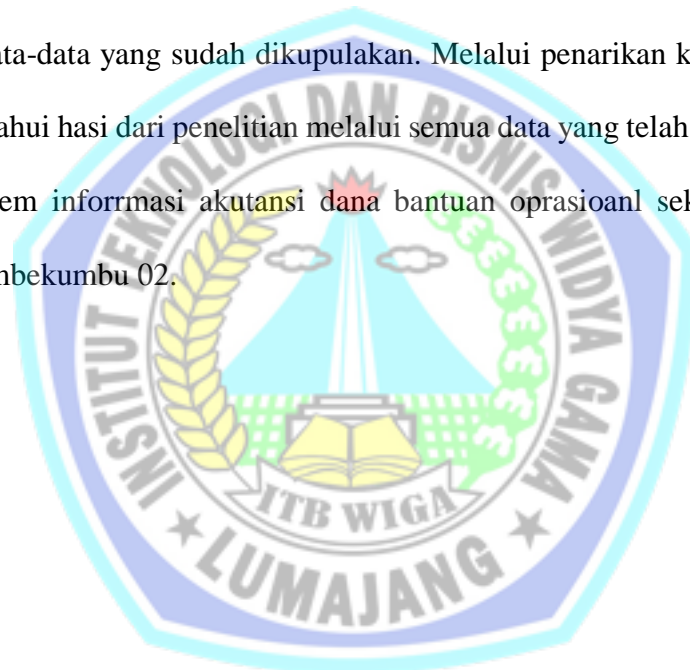 ata-data yang sudah dikupulakan. Melalui penarikan k
ahui hasi dari penelitian melalui semua data yang telah
em inforrmasi akutansi dana bantuan oprasioanl sek
mbekumbu 02.
INSTITUT TEKNOLOGI DAN BISNIS WIDYA GAMA
ITB WIGA
LUMAJANG